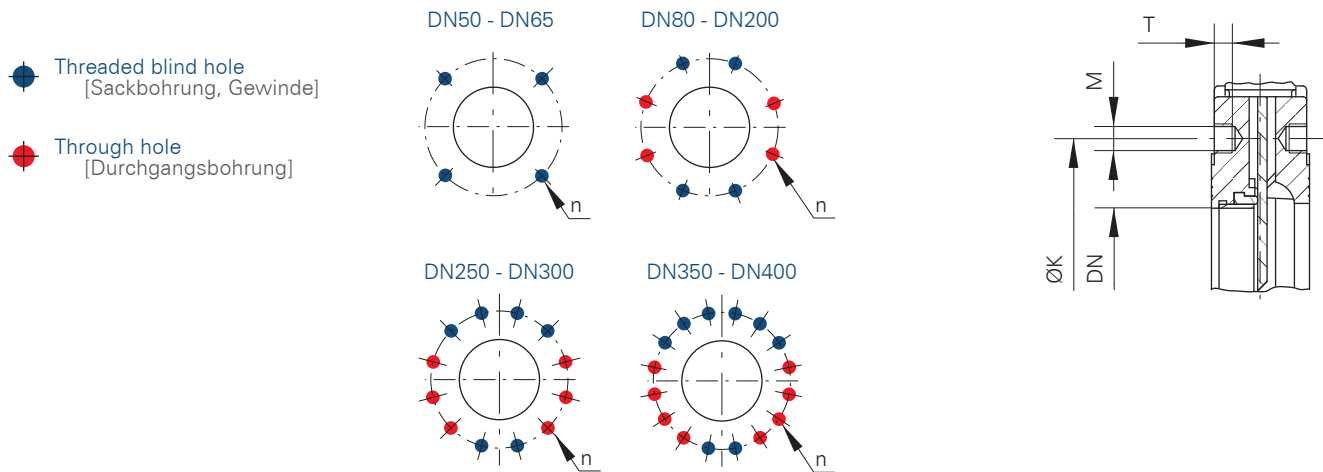 Threaded blind hole
[Sackbohrung, Gewinde]
Through hole
[Durchgangsbohrung]
DN50 - DN65
n
DN80 - DN200
n
DN250 - DN300
n
DN350 - DN400
n
T
M
ØK
DN